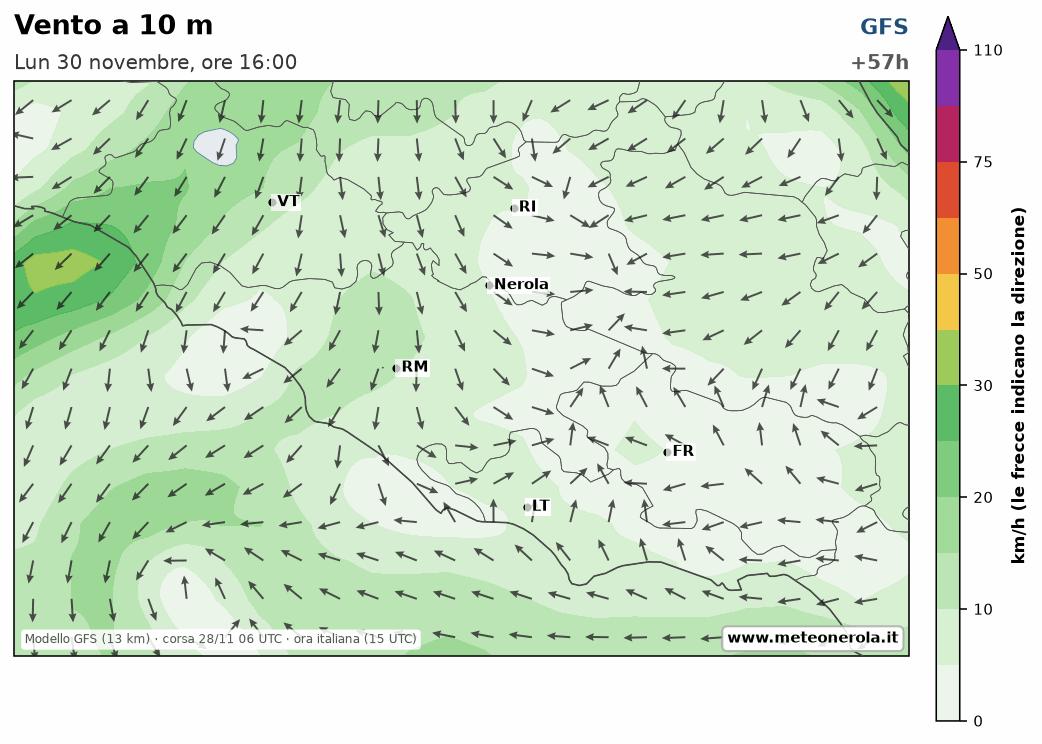 Vento a 10 m
GFS
Lun 30 novembre, ore 16:00
+57h
VT
RI
Nerola
RM
FR
LT
Modello GFS (13 km) · corsa 28/11 06 UTC · ora italiana (15 UTC)
www.meteonerola.it
110
75
50
30
20
10
0
km/h (le frecce indicano la direzione)